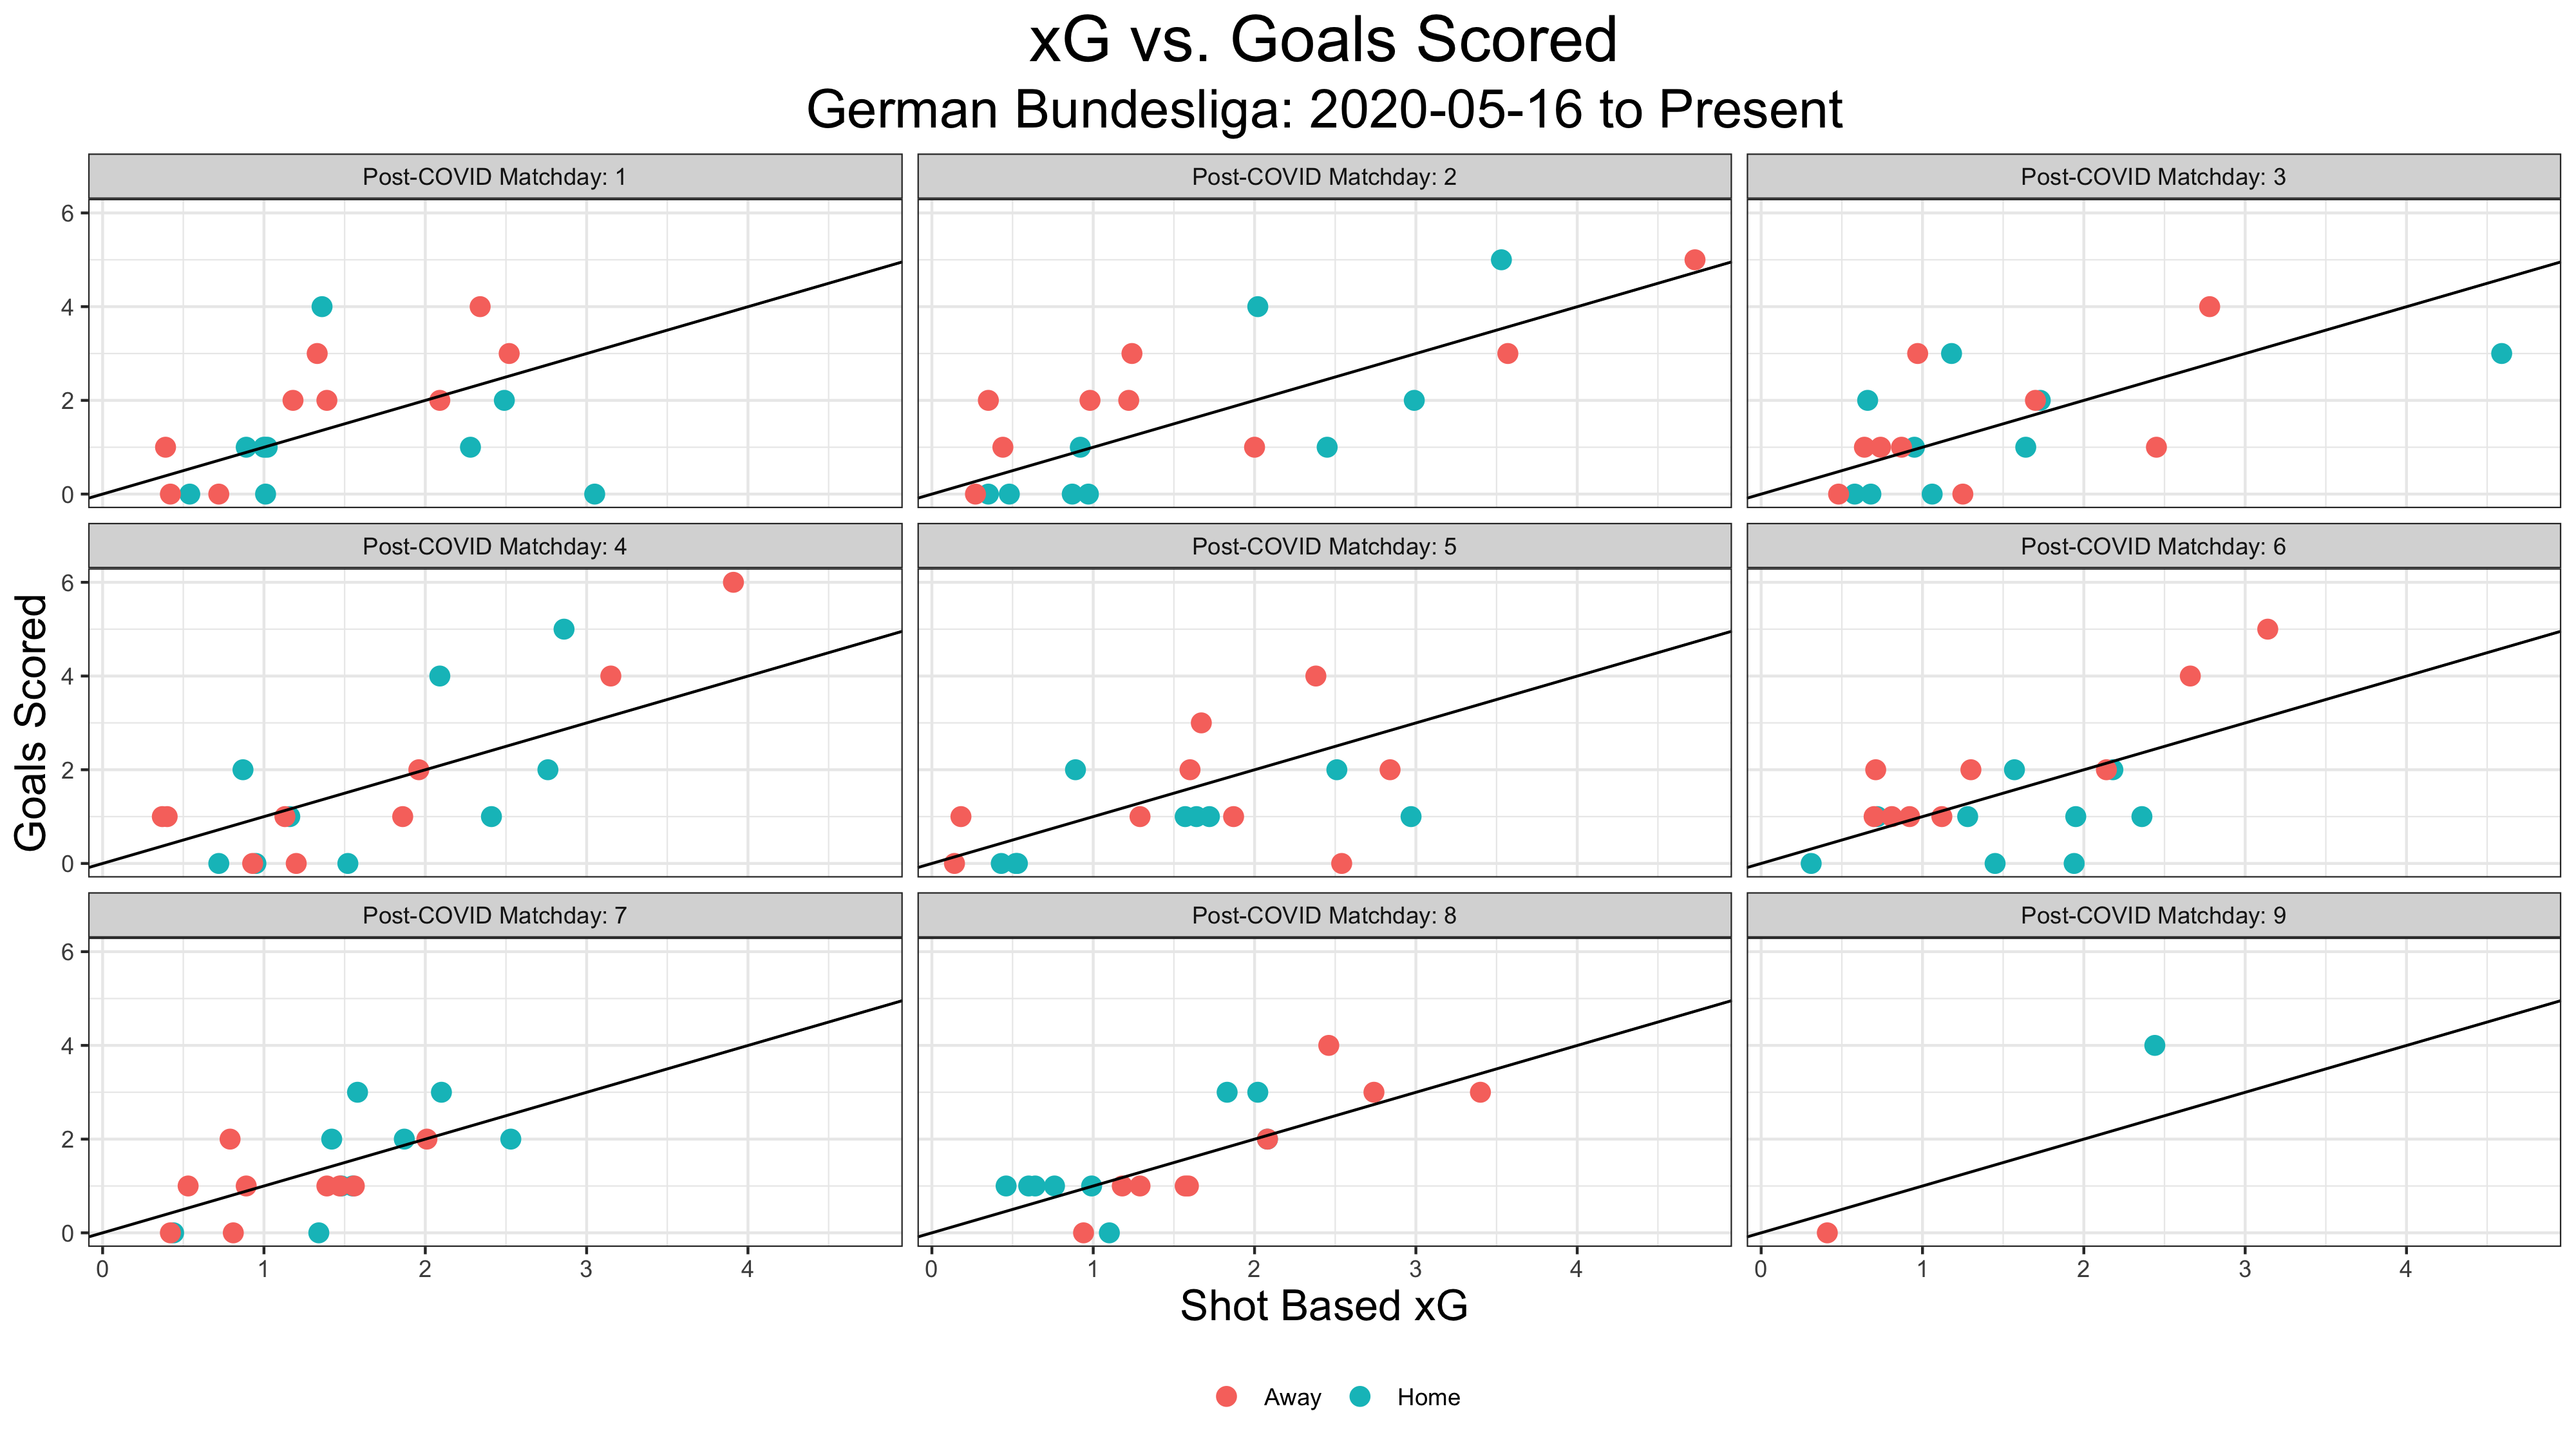 xG vs. Goals Scored
German Bundesliga: 2020-05-16 to Present
Post-COVID Matchday: 1
Post-COVID Matchday: 2
Post-COVID Matchday: 3
6
4
2
0
Post-COVID Matchday: 4
Post-COVID Matchday: 5
Post-COVID Matchday: 6
6
4
2
0
Goals Scored
Post-COVID Matchday: 7
Post-COVID Matchday: 8
Post-COVID Matchday: 9
6
4
2
0
0 1 2 3 4 0 1 2 3 4 0 1 2 3 4
Shot Based xG
Away Home